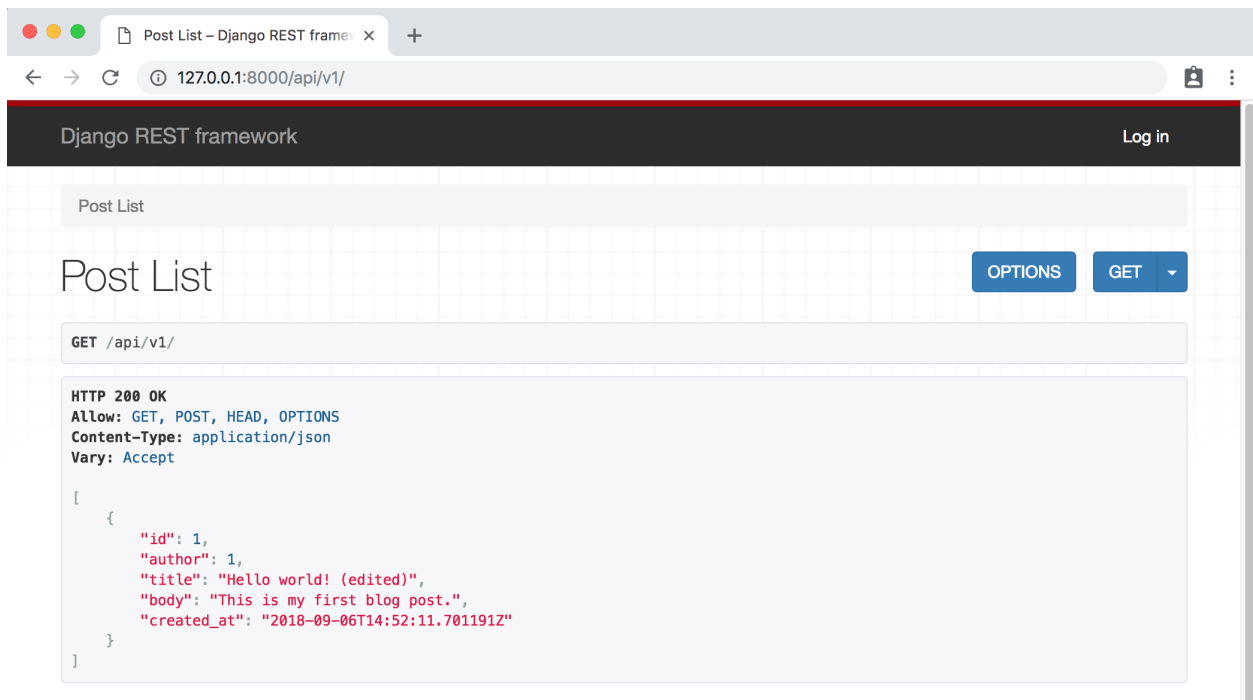 Post List – Django REST frame
127.0.0.1:8000/api/v1/
Django REST framework
Log in
Post List
Post List
OPTIONS
GET
GET /api/v1/
HTTP 200 OK
Allow: GET, POST, HEAD, OPTIONS
Content-Type: application/json
Vary: Accept
[
    {
        "id": 1,
        "author": 1,
        "title": "Hello world! (edited)",
        "body": "This is my first blog post.",
        "created_at": "2018-09-06T14:52:11.701191Z"
    }
]